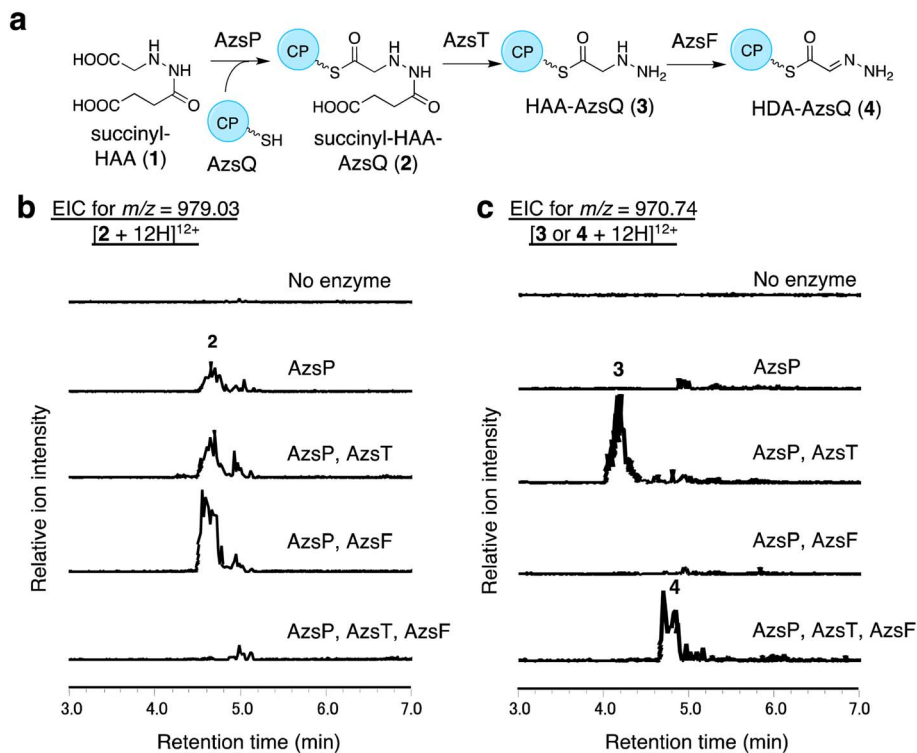 a
AzsP
AzsT
AzsF
HOOC
H
N
NH
HOOC
O
succinyl-
HAA (1)
CP
SH
AzsQ
CP
S
O
H
N
NH
HOOC
O
succinyl-HAA-
AzsQ (2)
CP
S
O
H
N
NH2
HAA-AzsQ (3)
CP
S
O
N
NH2
HDA-AzsQ (4)
b EIC for m/z = 979.03
[2 + 12H]12+
No enzyme
2
AzsP
AzsP, AzsT
AzsP, AzsF
AzsP, AzsT, AzsF
Relative ion intensity
3.0 4.0 5.0 6.0 7.0
Retention time (min)
c EIC for m/z = 970.74
[3 or 4 + 12H]12+
No enzyme
AzsP
3
AzsP, AzsT
AzsP, AzsF
4
AzsP, AzsT, AzsF
Relative ion intensity
3.0 4.0 5.0 6.0 7.0
Retention time (min)